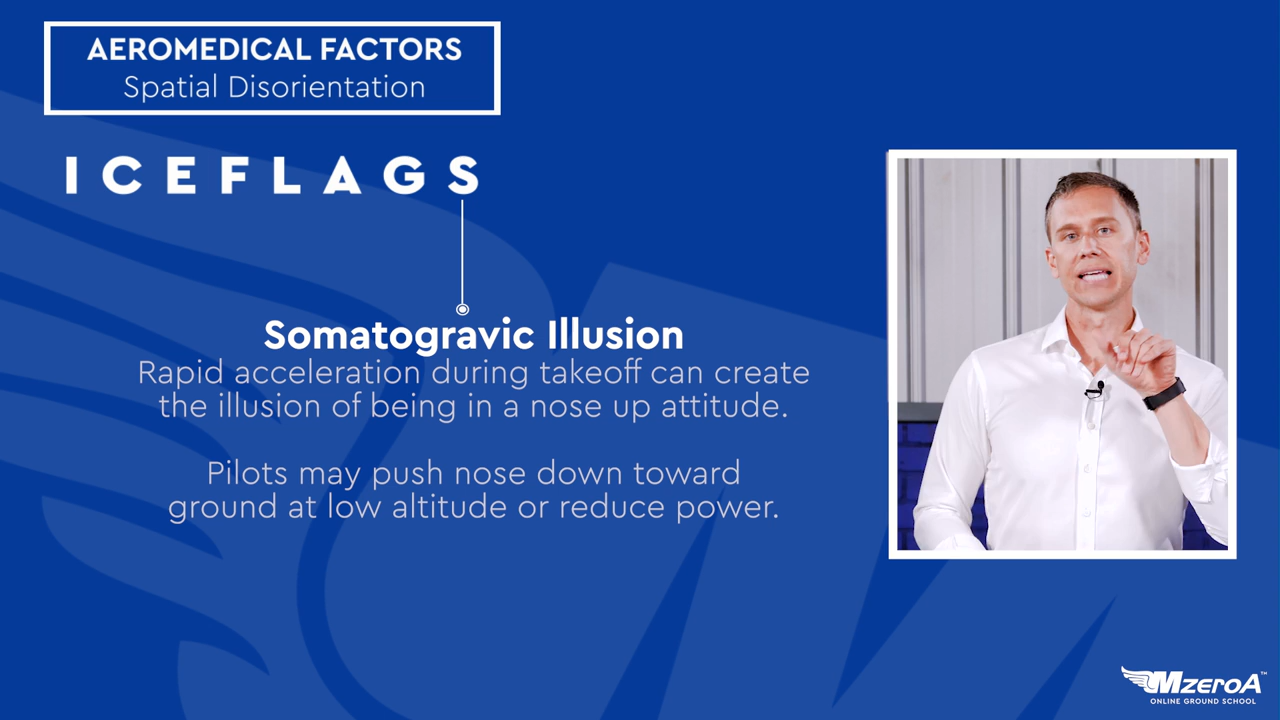 AEROMEDICAL FACTORS
Spatial Disorientation
ICEFLAGS
Somatogravic Illusion
Rapid acceleration during takeoff can create
the illusion of being in a nose up attitude.
Pilots may push nose down toward
ground at low altitude or reduce power.
MzeroA™
ONLINE GROUND SCHOOL